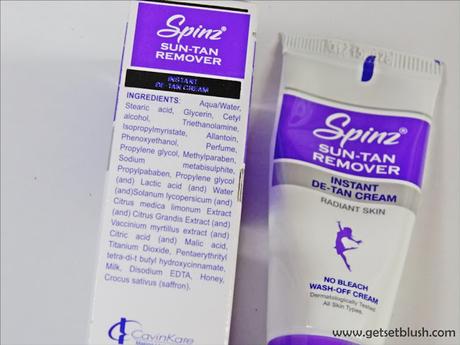 Spinz®
SUN-TAN
REMOVER
INSTANT
DE-TAN CREAM
INGREDIENTS: Aqua/Water,
Stearic acid, Glycerin, Cetyl
alcohol, Triethanolamine,
Isopropylmyristate, Allantoin,
Phenoxyethanol, Perfume,
Propylene glycol, Methylparaben,
Sodium metabisulphite,
Propylpababen, Propylene glycol
(and) Lactic acid (and) Water
(and)Solanum lycopersicum (and)
Citrus medica limonum Extract
(and) Citrus Grandis Extract (and)
Vaccinium myrtillus extract (and)
Citric acid (and) Malic acid,
Titanium Dioxide, Pentaerythrityl
tetra-di-t butyl hydroxycinnamate,
Milk, Disodium EDTA, Honey,
Crocus sativus (saffron).
CavinKare
Spinz®
SUN-TAN
REMOVER
INSTANT
DE-TAN CREAM
RADIANT SKIN
NO BLEACH
WASH-OFF CREAM
Dermatologically Tested
All Skin Types.
www.getsetblush.com